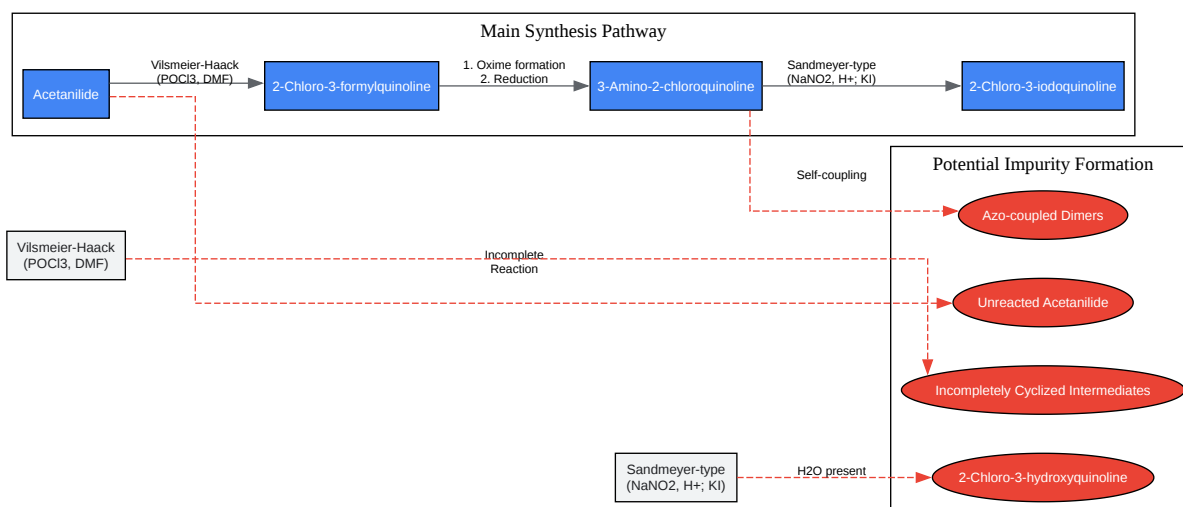 Main Synthesis Pathway
Acetanilide
Vilsmeier-Haack
(POCl3, DMF)
2-Chloro-3-formylquinoline
1. Oxime formation
2. Reduction
3-Amino-2-chloroquinoline
Sandmeyer-type
(NaNO2, H+; KI)
2-Chloro-3-iodoquinoline
Potential Impurity Formation
Self-coupling
Azo-coupled Dimers
Vilsmeier-Haack
(POCl3, DMF)
Incomplete
Reaction
Unreacted Acetanilide
Incompletely Cyclized Intermediates
Sandmeyer-type
(NaNO2, H+; KI)
H2O present
2-Chloro-3-hydroxyquinoline